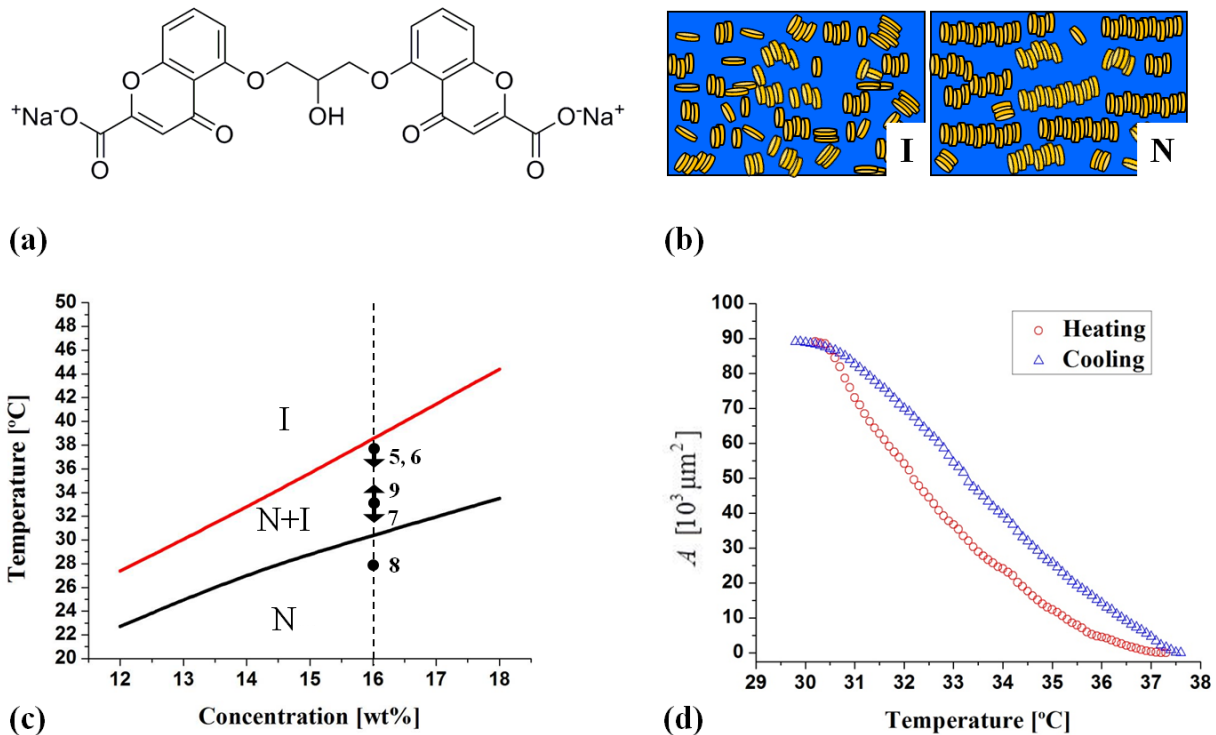 O
O
O
OH
O
O
+Na-O
O
O
O
O-Na+
O
(a)
I
N
(b)
50
48
46
44
42
40
38
36
34
32
30
28
26
24
22
20
Temperature [ºC]
I
N+I
N
5, 6
9
7
8
12 13 14 15 16 17 18
Concentration [wt%]
(c)
100
90
80
70
60
50
40
30
20
10
0
A [10³ μm²]
Heating
Cooling
29 30 31 32 33 34 35 36 37 38
Temperature [ºC]
(d)